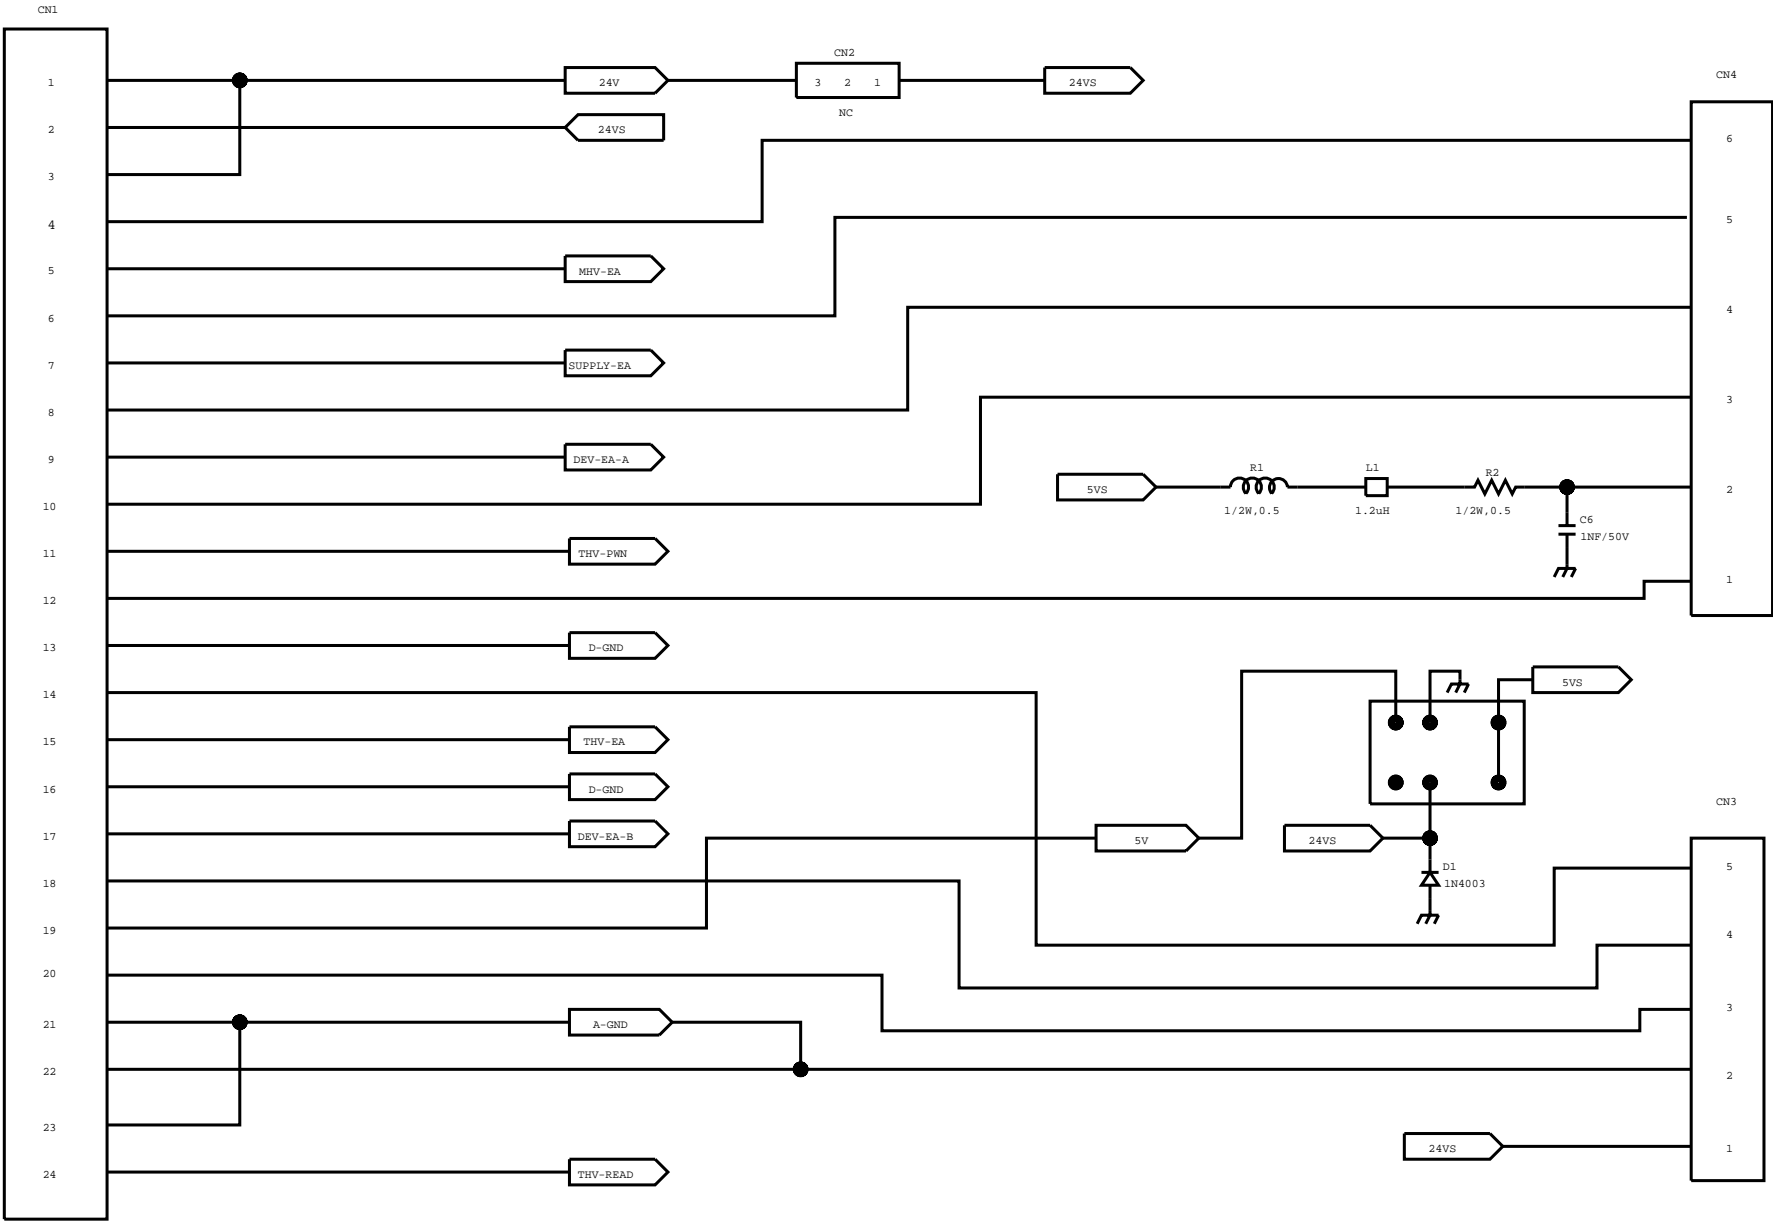 CN1
1
24V
CN2
3 2 1
NC
24VS
CN4
2
24VS
3
4
6
5
MHV-EA
5
6
4
7
SUPPLY-EA
8
3
9
DEV-EA-A
5VS
R1
1/2W,0.5
L1
1.2uH
R2
1/2W,0.5
2
C6
1NF/50V
10
11
THV-PWN
12
1
13
D-GND
14
5VS
15
THV-EA
16
D-GND
CN3
17
DEV-EA-B
5V
24VS
D1
1N4003
5
18
19
4
20
3
21
A-GND
22
2
23
24VS
1
24
THV-READ